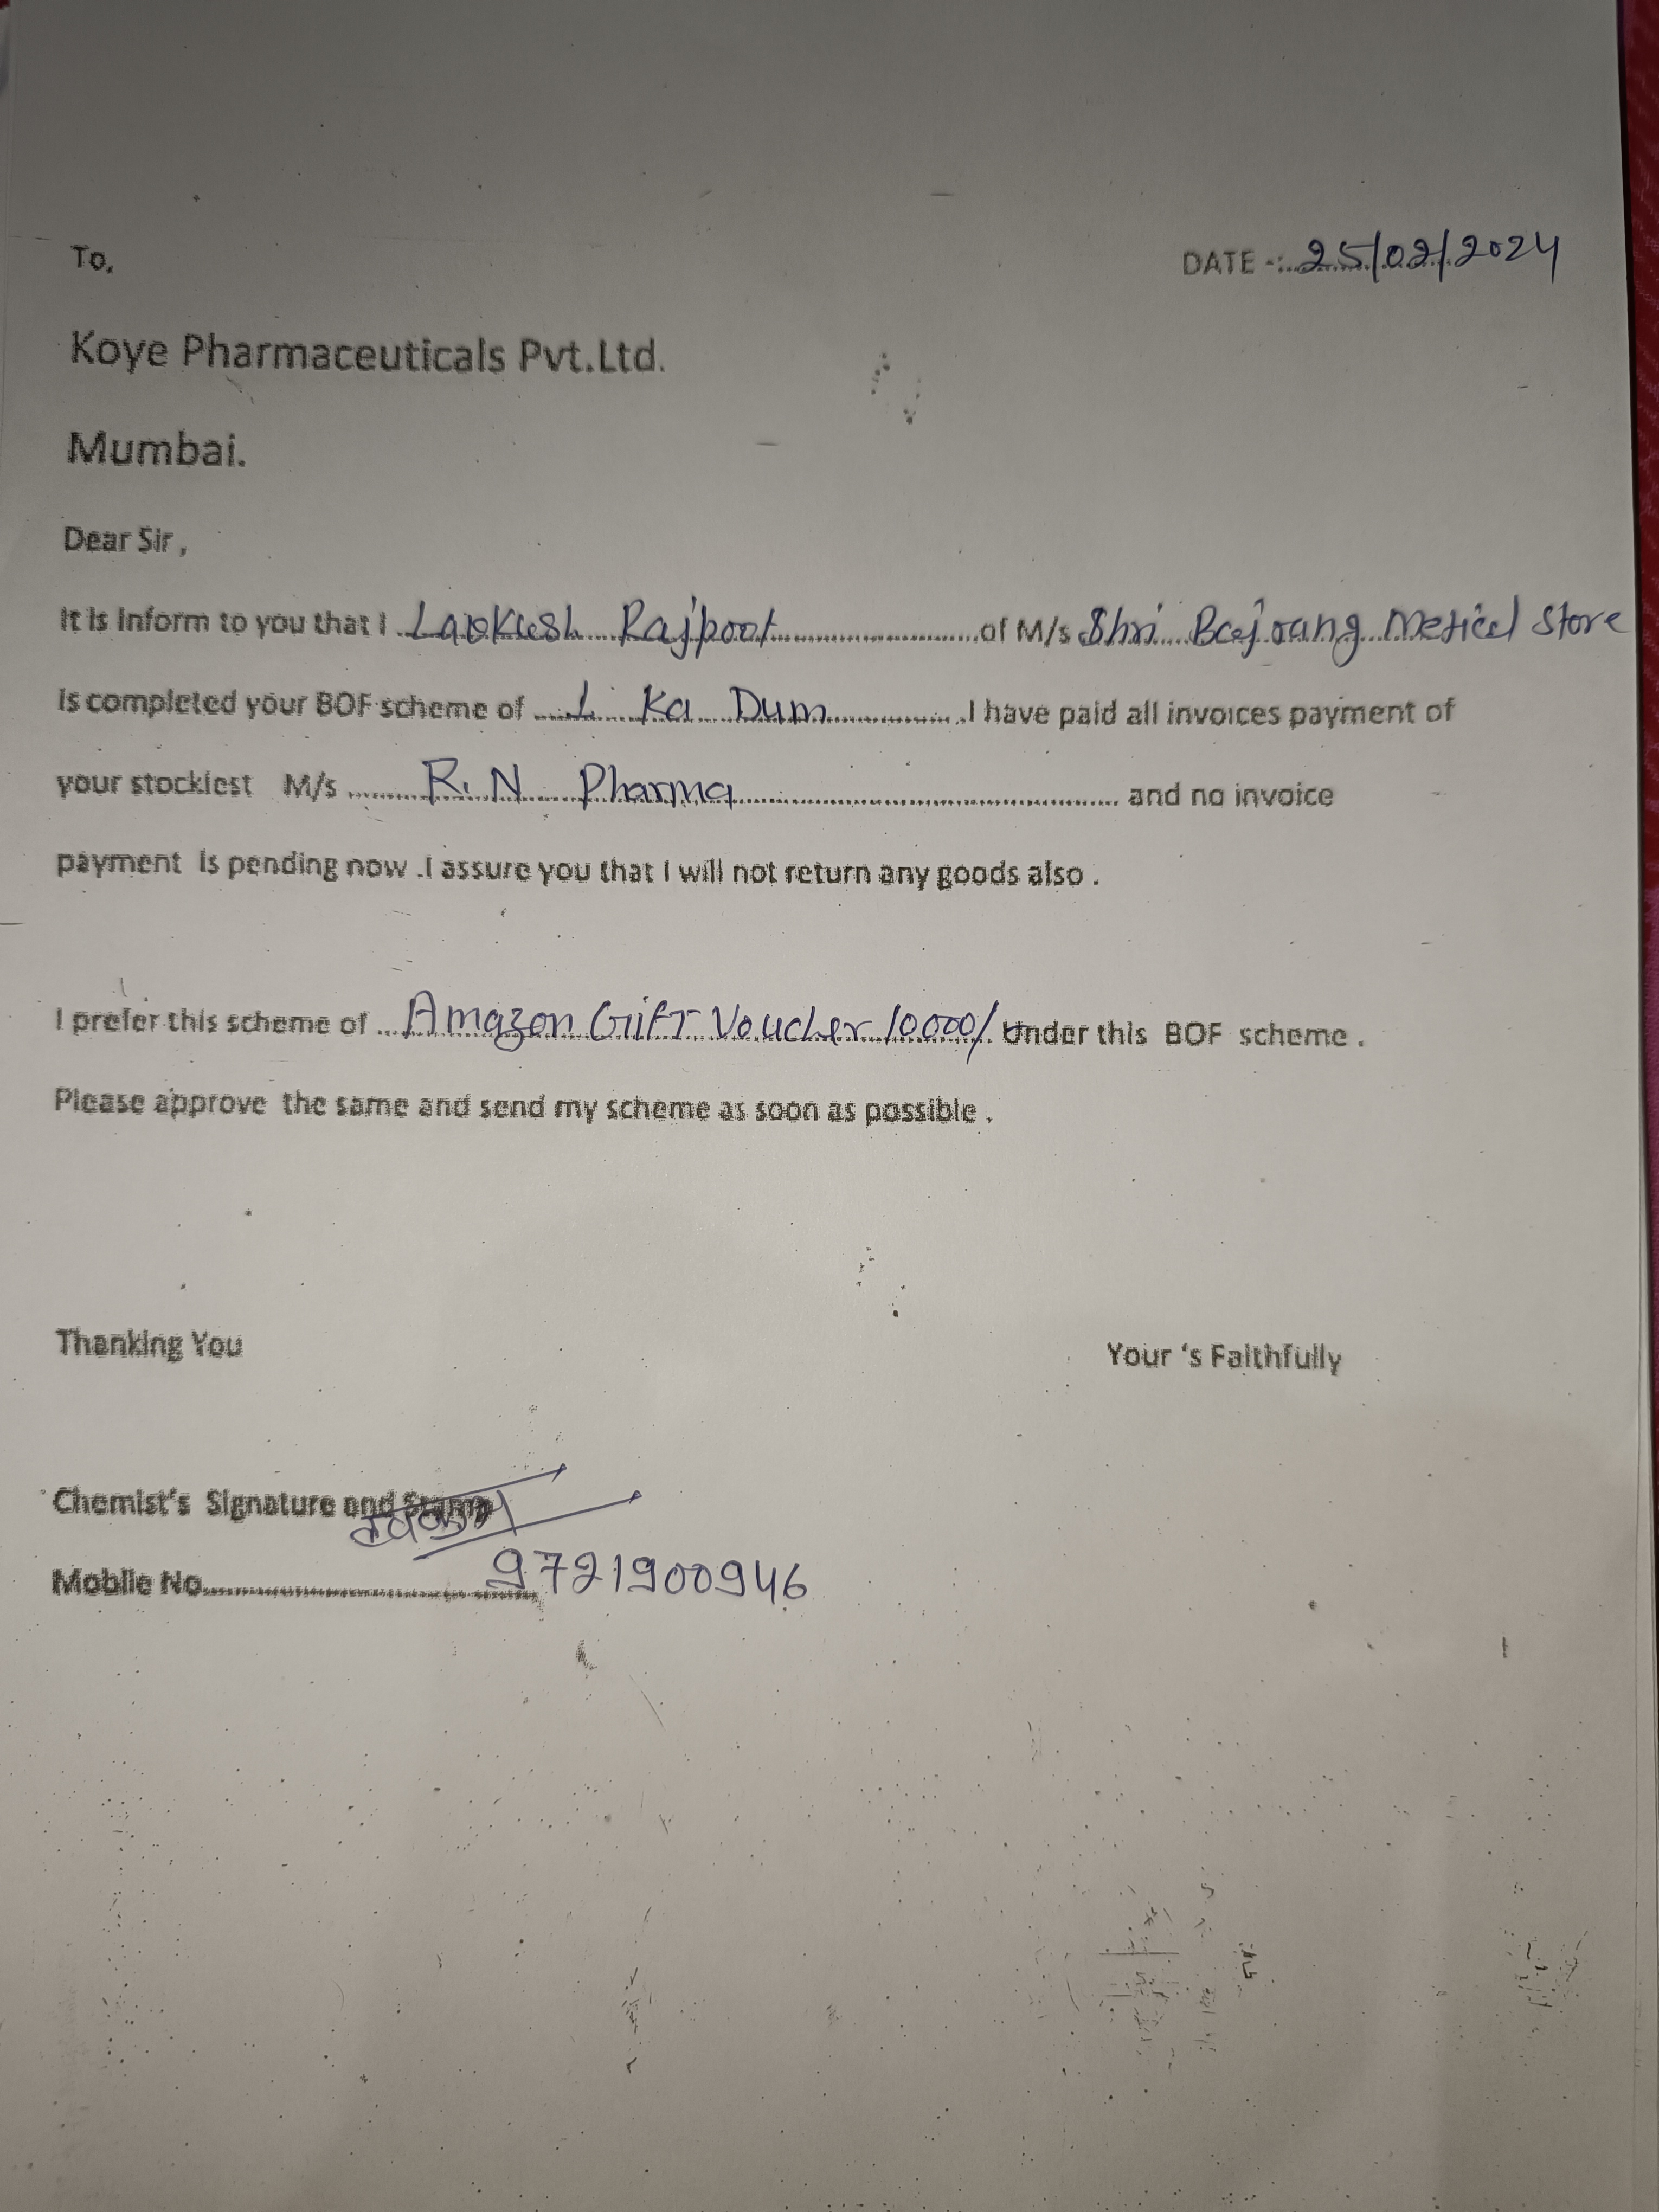 To,
DATE -:..25/02/2024
Koye Pharmaceuticals Pvt.Ltd.
Mumbai.
Dear Sir ,
It is Inform to you that I ... Rajpoot ... of M/s Shri Bajrang Medical Store
is completed your BOF scheme of ... L Ka Dum ... .I have paid all invoices payment of
your stockiest M/s ... R.N Pharma ... and no invoice
payment is pending now .I assure you that I will not return any goods also .
I prefer this scheme of ... Amazon Gift Voucher 10000/. Under this BOF scheme .
Please approve the same and send my scheme as soon as possible .
Thanking You
Your 's Faithfully
Chemist's Signature and Stamp
Mobile No... 9721900946